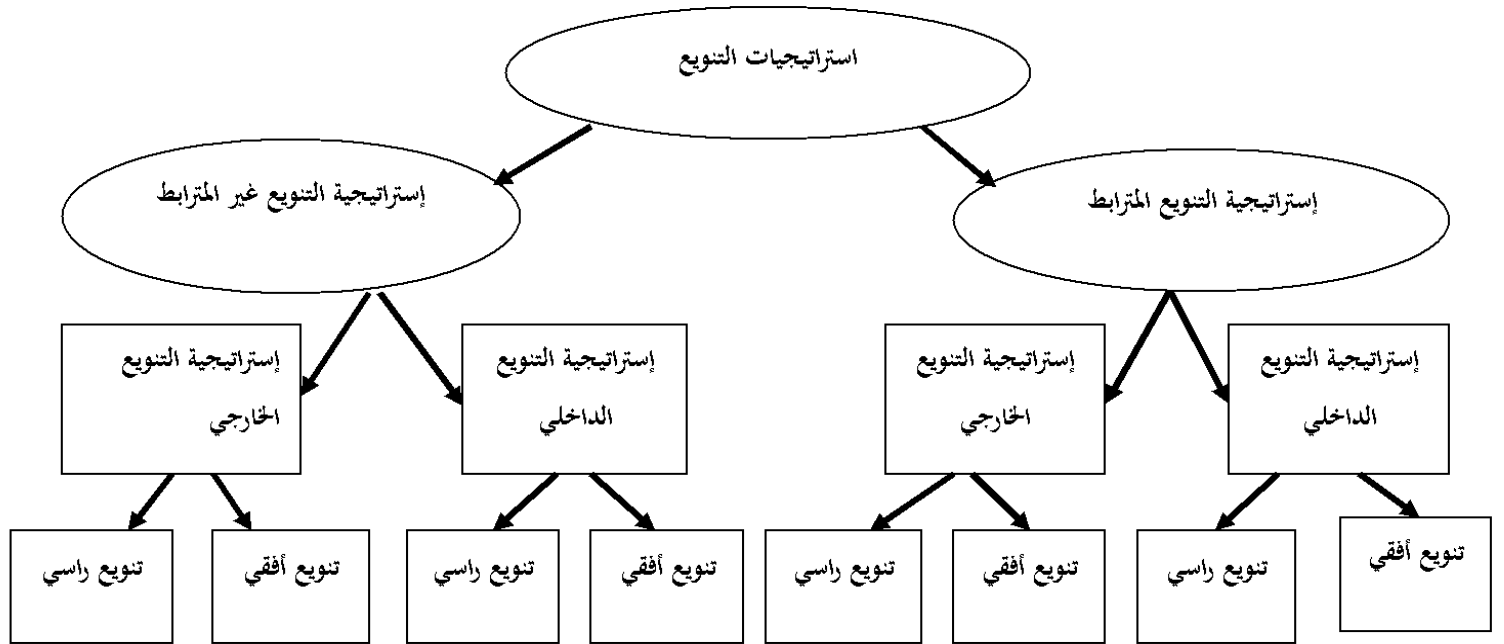 استراتيجيات التنويع
إستراتيجية التنويع المترابط
إستراتيجية التنويع غير المترابط
إستراتيجية التنويع
الداخلي
إستراتيجية التنويع
الخارجي
إستراتيجية التنويع
الداخلي
إستراتيجية التنويع
الخارجي
تنويع أفقي
تنويع راسي
تنويع أفقي
تنويع راسي
تنويع أفقي
تنويع راسي
تنويع أفقي
تنويع راسي